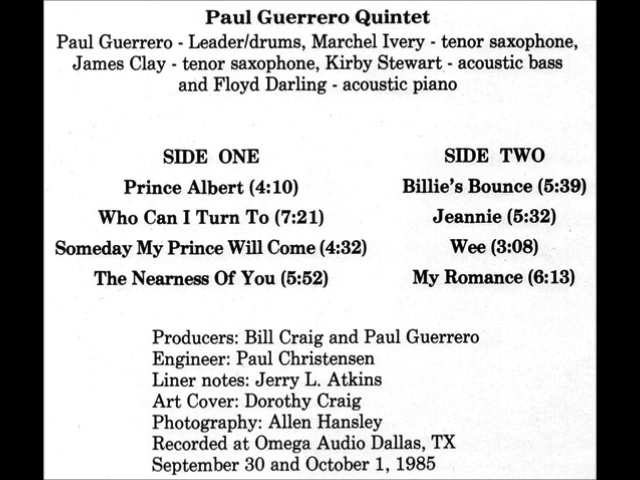 Paul Guerrero Quintet
Paul Guerrero - Leader/drums, Marchel Ivery - tenor saxophone,
James Clay - tenor saxophone, Kirby Stewart - acoustic bass
and Floyd Darling - acoustic piano
SIDE ONE
Prince Albert (4:10)
Who Can I Turn To (7:21)
Someday My Prince Will Come (4:32)
The Nearness Of You (5:52)
SIDE TWO
Billie's Bounce (5:39)
Jeannie (5:32)
Wee (3:08)
My Romance (6:13)
Producers: Bill Craig and Paul Guerrero
Engineer: Paul Christensen
Liner notes: Jerry L. Atkins
Art Cover: Dorothy Craig
Photography: Allen Hansley
Recorded at Omega Audio Dallas, TX
September 30 and October 1, 1985